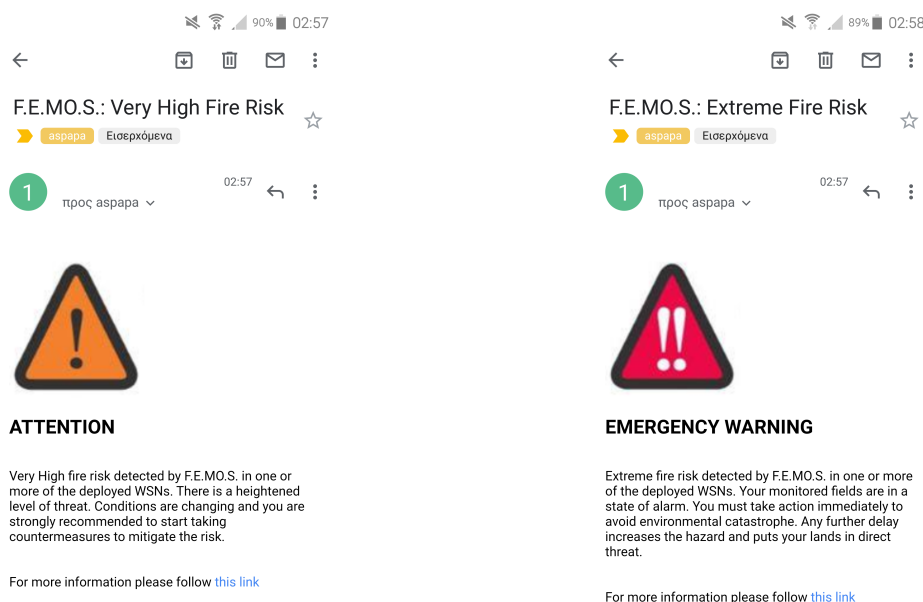 90% 02:57
F.E.MO.S.: Very High Fire Risk
aspapa Εισερχόμενα
1
02:57
προς aspapa
!
ATTENTION
Very High fire risk detected by F.E.MO.S. in one or
more of the deployed WSNs. There is a heightened
level of threat. Conditions are changing and you are
strongly recommended to start taking
countermeasures to mitigate the risk.
For more information please follow this link
89% 02:58
F.E.MO.S.: Extreme Fire Risk
aspapa Εισερχόμενα
1
02:57
προς aspapa
!!
EMERGENCY WARNING
Extreme fire risk detected by F.E.MO.S. in one or more
of the deployed WSNs. Your monitored fields are in a
state of alarm. You must take action immediately to
avoid environmental catastrophe. Any further delay
increases the hazard and puts your lands in direct
threat.
For more information please follow this link